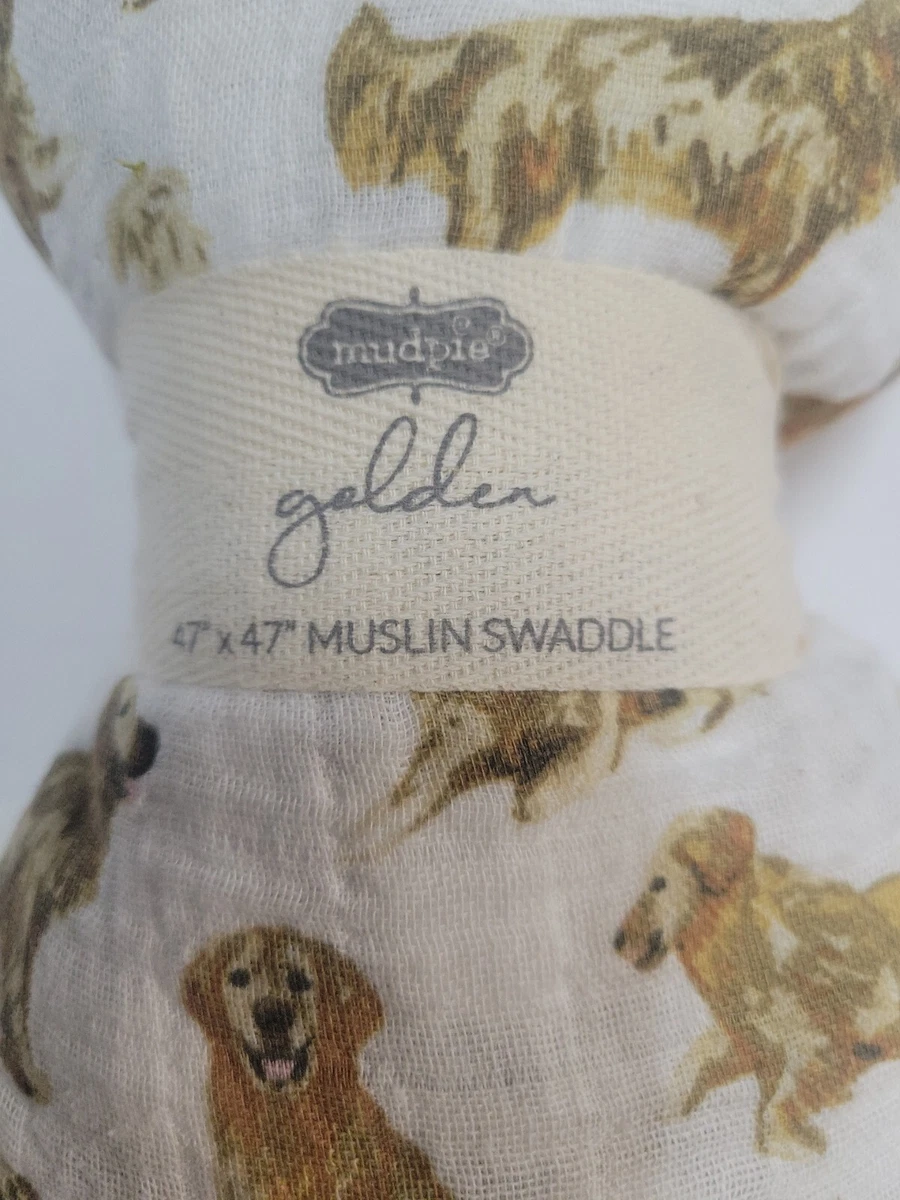 mudpie®
golden
47" x 47" MUSLIN SWADDLE